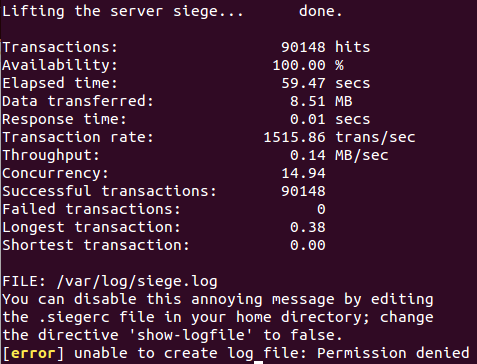 Lifting the server siege...      done.
Transactions:                  90148 hits
Availability:                 100.00 %
Elapsed time:                  59.47 secs
Data transferred:               8.51 MB
Response time:                  0.01 secs
Transaction rate:            1515.86 trans/sec
Throughput:                     0.14 MB/sec
Concurrency:                   14.94
Successful transactions:       90148
Failed transactions:               0
Longest transaction:            0.38
Shortest transaction:           0.00
FILE: /var/log/siege.log
You can disable this annoying message by editing
the .siegerc file in your home directory; change
the directive 'show-logfile' to false.
[error] unable to create log file: Permission denied